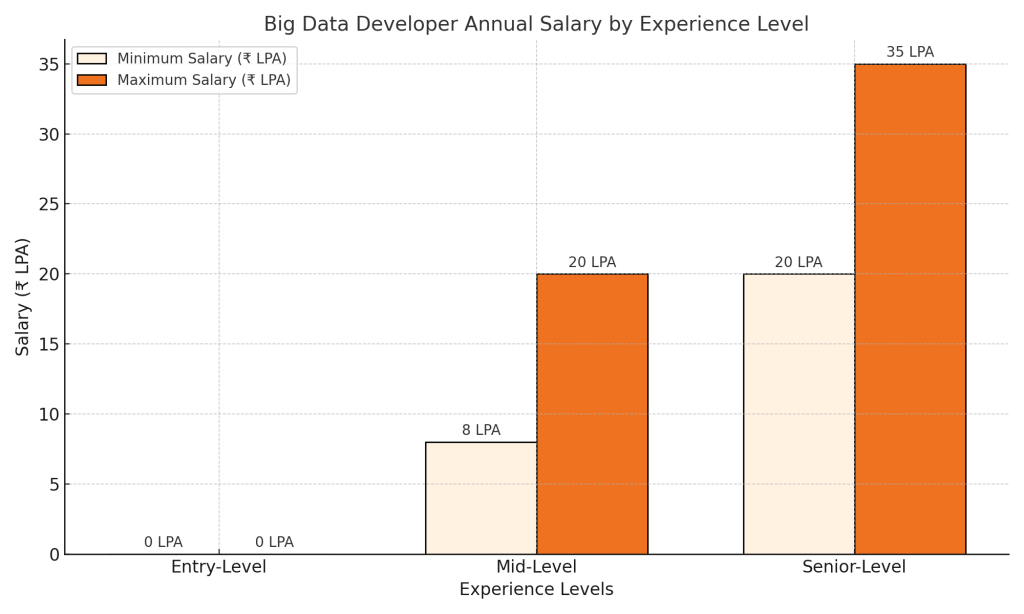 Big Data Developer Annual Salary by Experience Level
Minimum Salary (₹ LPA)
Maximum Salary (₹ LPA)
Salary (₹ LPA)
35
30
25
20
15
10
5
0
0 LPA
0 LPA
8 LPA
20 LPA
20 LPA
35 LPA
Entry-Level
Mid-Level
Senior-Level
Experience Levels